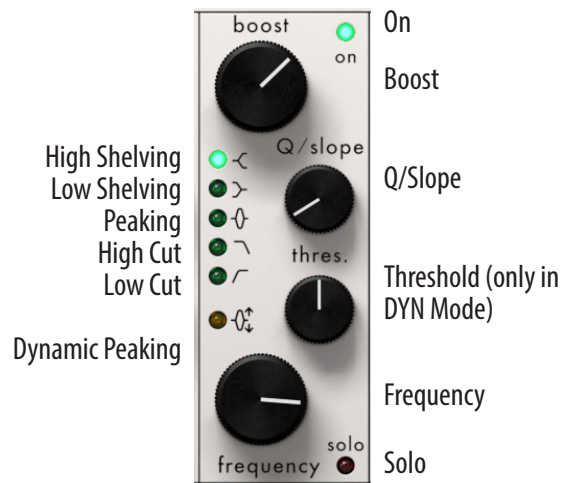 boost
On
on
Boost
Q/slope
High Shelving
Low Shelving
Q/Slope
Peaking
High Cut
thres.
Low Cut
Threshold (only in
DYN Mode)
Dynamic Peaking
Frequency
solo
frequency
Solo